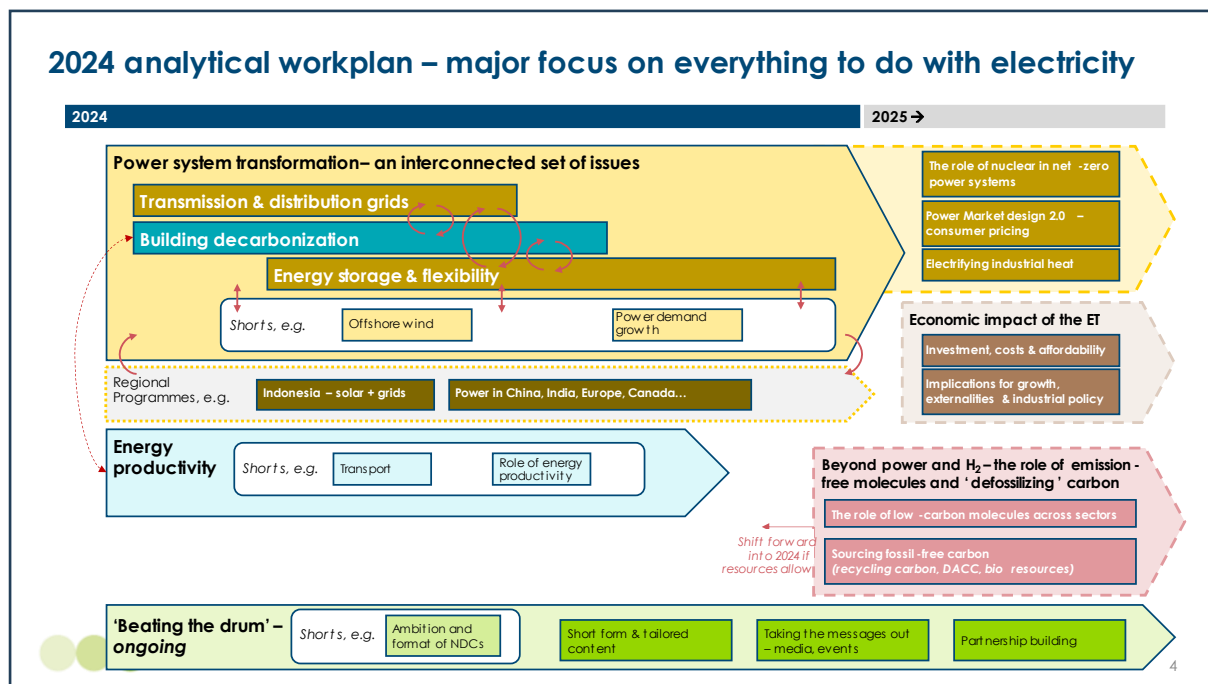 2024 analytical workplan – major focus on everything to do with electricity
2024
2025 →
Power system transformation – an interconnected set of issues
Transmission & distribution grids
Building decarbonization
Energy storage & flexibility
Shorts, e.g.
Offshore wind
Power demand
growth
Regional
Programmes, e.g.
Indonesia – solar + grids
Power in China, India, Europe, Canada...
The role of nuclear in net -zero
power systems
Power Market design 2.0 –
consumer pricing
Electrifying industrial heat
Economic impact of the ET
Investment, costs & affordability
Implications for growth,
externalities & industrial policy
Energy
productivity
Shorts, e.g.
Transport
Role of energy
productivity
Beyond power and H₂ – the role of emission -
free molecules and ‘defossilizing’ carbon
The role of low -carbon molecules across sectors
Sourcing fossil -free carbon
(recycling carbon, DACC, bio resources)
Shift forward
into 2024 if
resources allow
‘Beating the drum’ –
ongoing
Shorts, e.g.
Ambition and
format of NDCs
Short form & tailored
content
Taking the messages out
– media, events
Partnership building
4